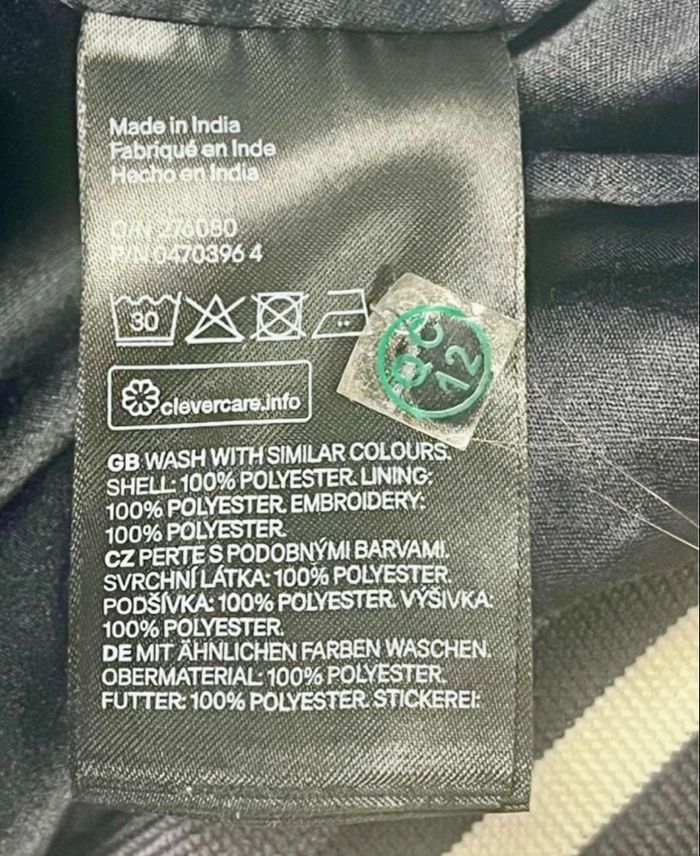 Made in India
Fabriqué en Inde
Hecho en India
O/N 276080
P/N 0470396 4
30
clevercare.info
QC
12
GB WASH WITH SIMILAR COLOURS.
SHELL: 100% POLYESTER. LINING:
100% POLYESTER. EMBROIDERY:
100% POLYESTER.
CZ PERTE S PODOBNÝMI BARVAMI.
SVRCHNÍ LÁTKA: 100% POLYESTER.
PODŠÍVKA: 100% POLYESTER. VÝŠIVKA:
100% POLYESTER.
DE MIT ÄHNLICHEN FARBEN WASCHEN.
OBERMATERIAL: 100% POLYESTER.
FUTTER: 100% POLYESTER. STICKEREI: